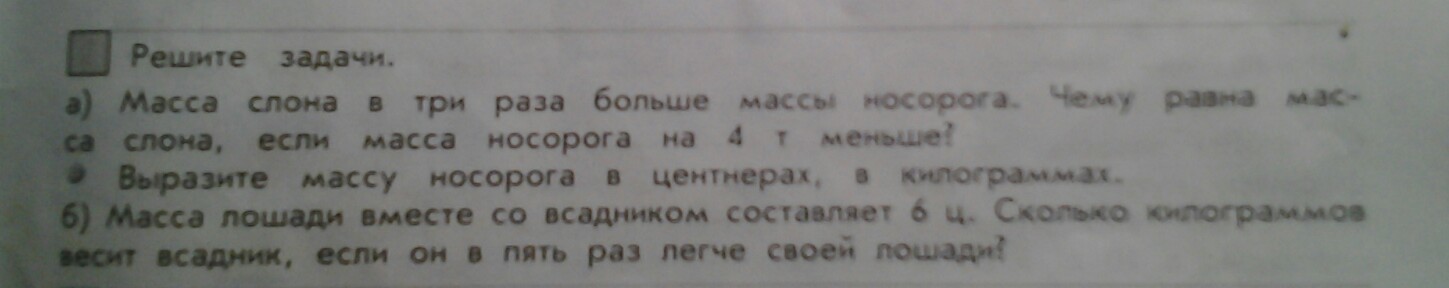 Решите задачи.
а) Масса слона в три раза больше массы носорога. Чему равна мас-
са слона, если масса носорога на 4 т меньше?
• Выразите массу носорога в центнерах, в килограммах.
б) Масса лошади вместе со всадником составляет 6 ц. Сколько килограммов
весит всадник, если он в пять раз легче своей лошади?